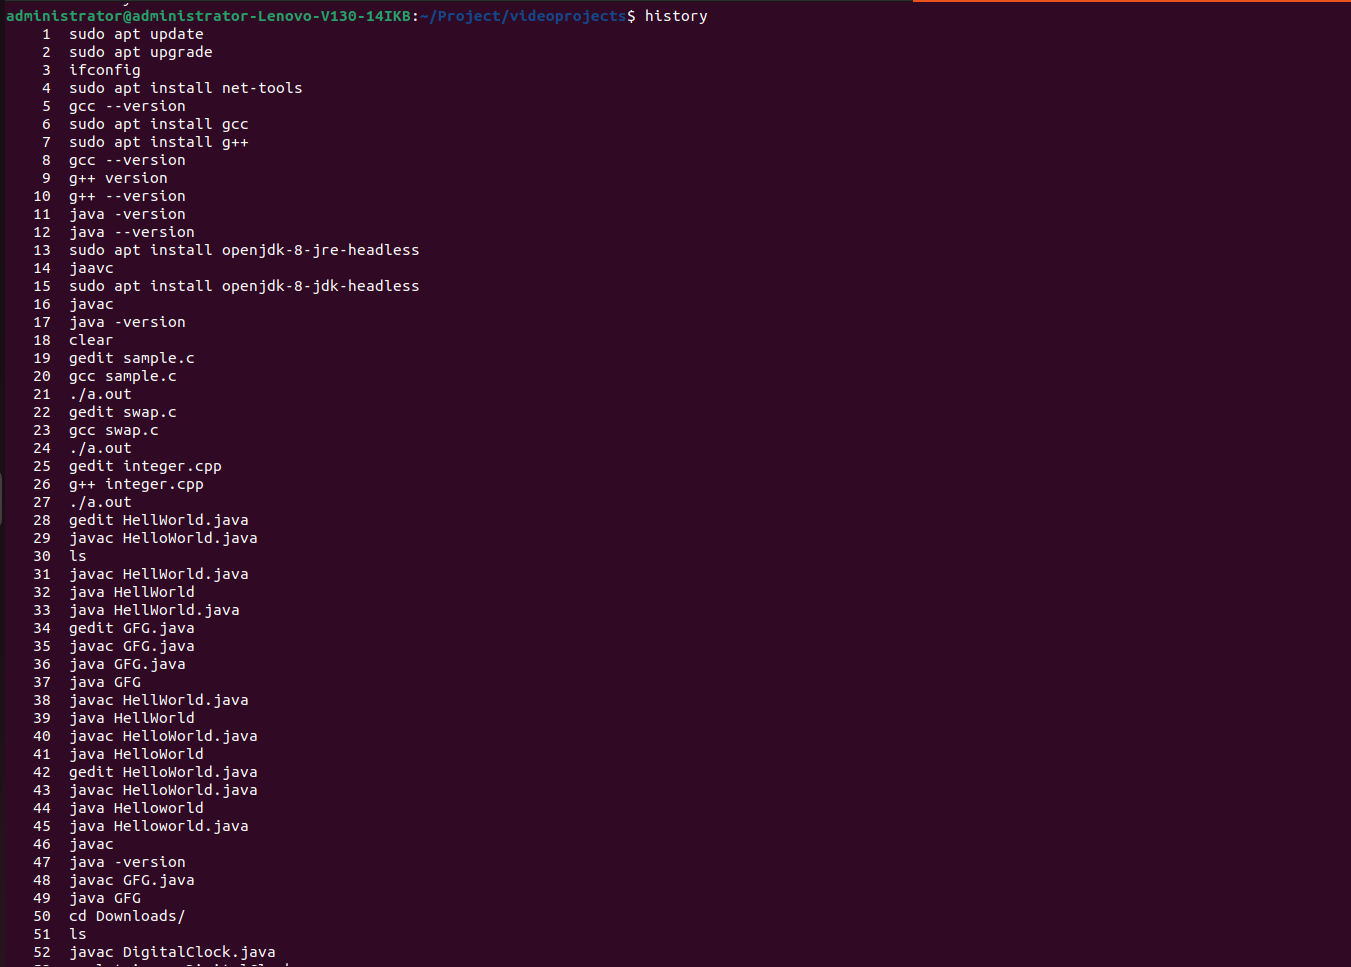 administrator@administrator-Lenovo-V130-14IKB:~/Project/videoprojects$ history
1 sudo apt update
2 sudo apt upgrade
3 ifconfig
4 sudo apt install net-tools
5 gcc --version
6 sudo apt install gcc
7 sudo apt install g++
8 gcc --version
9 g++ version
10 g++ --version
11 java -version
12 java --version
13 sudo apt install openjdk-8-jre-headless
14 jaavc
15 sudo apt install openjdk-8-jdk-headless
16 javac
17 java -version
18 clear
19 gedit sample.c
20 gcc sample.c
21 ./a.out
22 gedit swap.c
23 gcc swap.c
24 ./a.out
25 gedit integer.cpp
26 g++ integer.cpp
27 ./a.out
28 gedit HellWorld.java
29 javac HelloWorld.java
30 ls
31 javac HellWorld.java
32 java HellWorld
33 java HellWorld.java
34 gedit GFG.java
35 javac GFG.java
36 java GFG.java
37 java GFG
38 javac HellWorld.java
39 java HellWorld
40 javac HelloWorld.java
41 java HelloWorld
42 gedit HelloWorld.java
43 javac HelloWorld.java
44 java Helloworld
45 java Helloworld.java
46 javac
47 java -version
48 javac GFG.java
49 java GFG
50 cd Downloads/
51 ls
52 javac DigitalClock.java